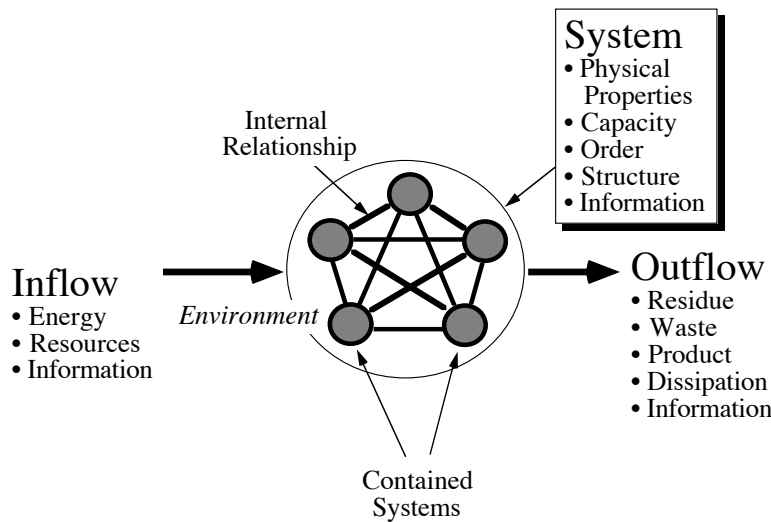 System
• Physical
Properties
• Capacity
• Order
• Structure
• Information
Internal
Relationship
Inflow
• Energy
• Resources
• Information
Environment
Outflow
• Residue
• Waste
• Product
• Dissipation
• Information
Contained
Systems